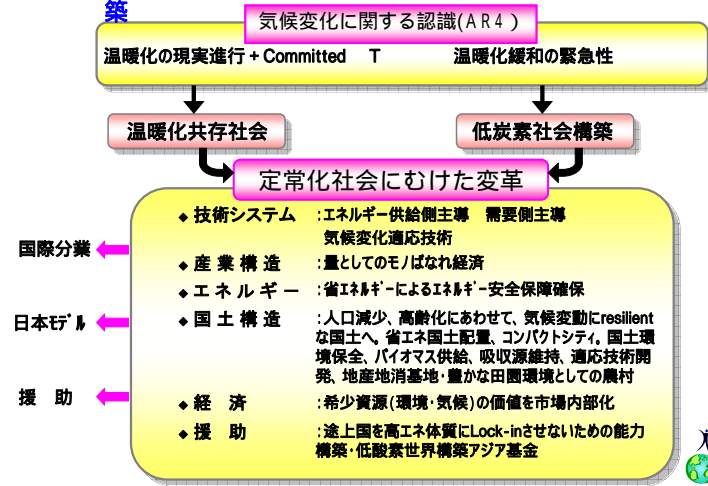 築
気候変化に関する認識(AR4)
温暖化の現実進行+Committed T 温暖化緩和の緊急性
温暖化共存社会 低炭素社会構築
定常化社会にむけた変革
◆技術システム :エネルギー供給側主導 需要側主導
気候変化適応技術
◆産業構造 :量としてのモノばなれ経済
◆エネルギー :省エネルギーによるエネルギー安全保障確保
◆国土構造 :人口減少、高齢化にあわせて、気候変動にresilient
な国土へ。省エネ国土配置、コンパクトシティ。国土環
境保全、バイオマス供給、吸収源維持、適応技術開
発、地産地消基地・豊かな田園環境としての農村
◆経済 :希少資源(環境・気候)の価値を市場内部化
◆援助 :途上国を高エネ体質にLock-inさせないための能力
構築・低酸素世界構築アジア基金
国際分業
日本モデル
援助